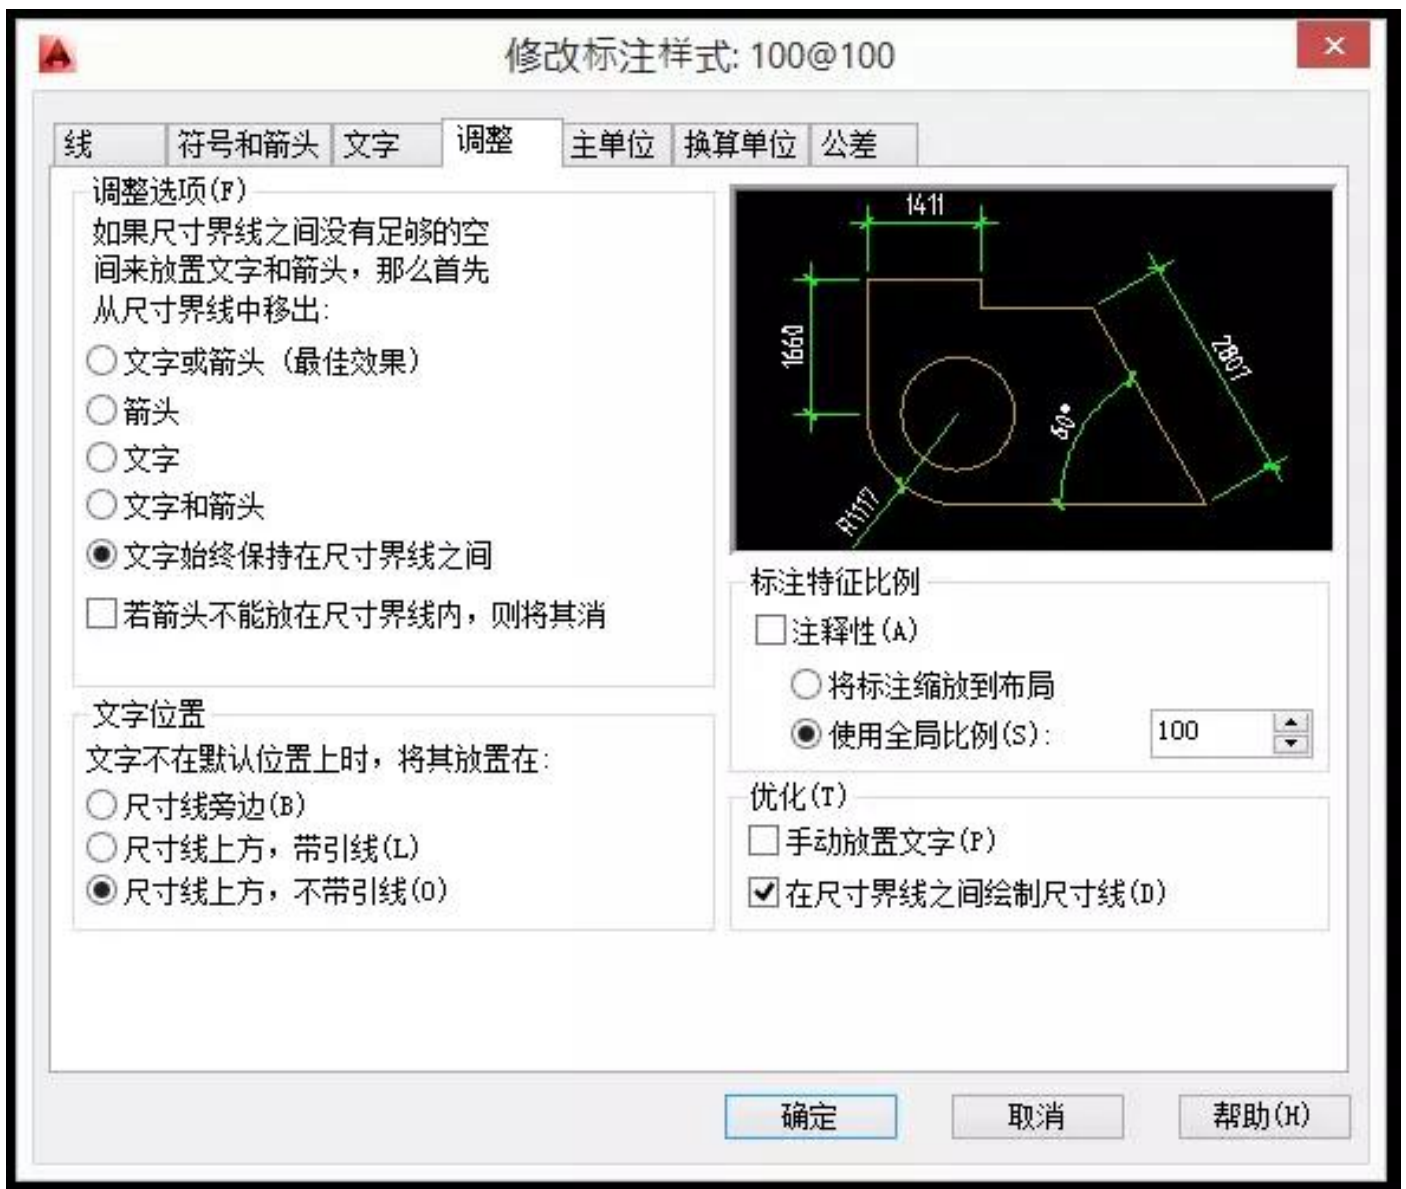 修改标注样式: 100@100
线 符号和箭头 文字 调整 主单位 换算单位 公差
调整选项(F)
如果尺寸界线之间没有足够的空
间来放置文字和箭头，那么首先
从尺寸界线中移出:
文字或箭头（最佳效果）
箭头
文字
文字和箭头
文字始终保持在尺寸界线之间
若箭头不能放在尺寸界线内，则将其消
文字位置
文字不在默认位置上时，将其放置在:
尺寸线旁边(B)
尺寸线上方，带引线(L)
尺寸线上方，不带引线(O)
1411
1660
2807
60°
R1117
标注特征比例
注释性(A)
将标注缩放到布局
使用全局比例(S): 100
优化(T)
手动放置文字(P)
在尺寸界线之间绘制尺寸线(D)
确定 取消 帮助(H)